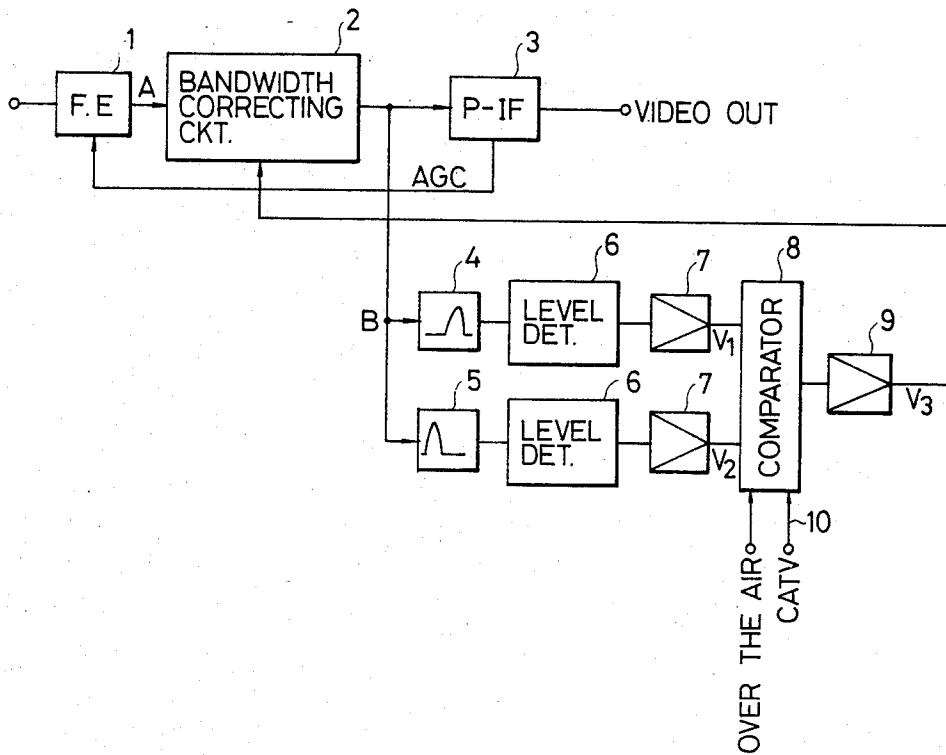 1
2
3
F.E
A
BANDWIDTH
CORRECTING
CKT.
P-IF
VIDEO OUT
AGC
4
6
7
8
B
LEVEL
DET.
V1
COMPARATOR
9
V3
5
6
7
LEVEL
DET.
V2
10
OVER THE AIR
CATV